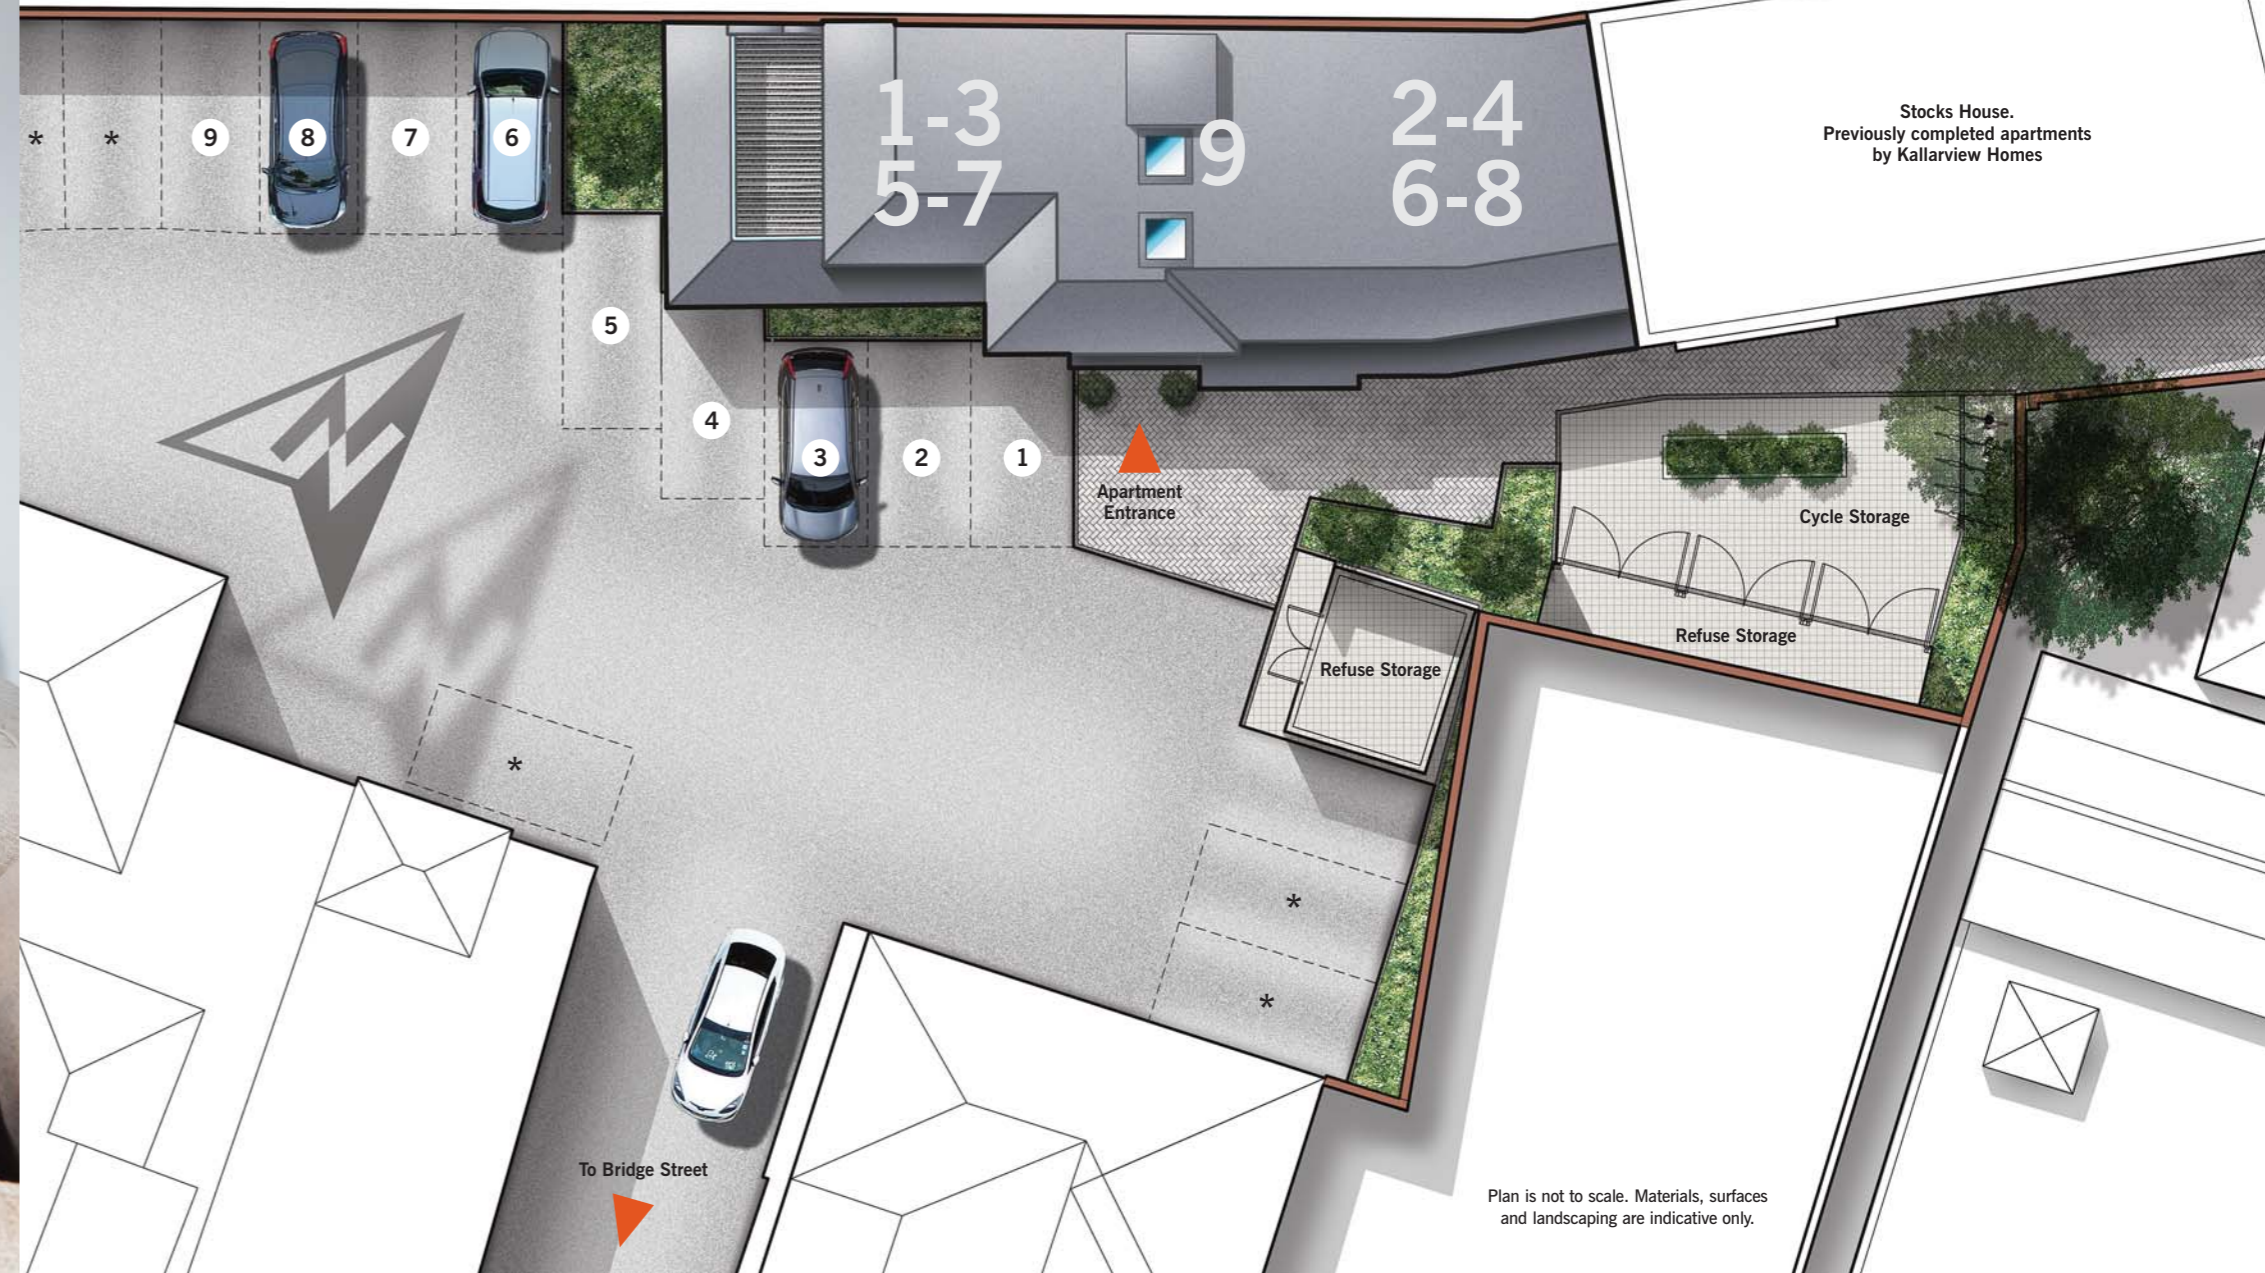 1-3
5-7
9
2-4
6-8
Stocks House.
Previously completed apartments
by Kallarview Homes
*
*
9
8
7
6
5
4
3
2
1
N
Apartment
Entrance
Cycle Storage
Refuse Storage
Refuse Storage
*
*
*
To Bridge Street
Plan is not to scale. Materials, surfaces
and landscaping are indicative only.